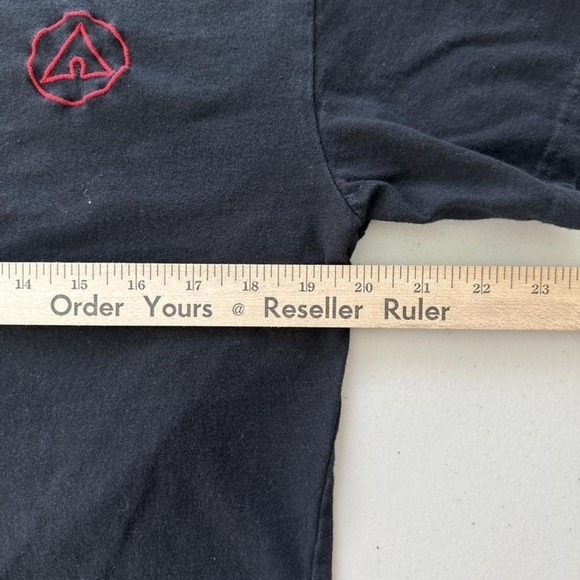 14 15 16 17 18 19 20 21 22 23
Order Yours @ Reseller Ruler